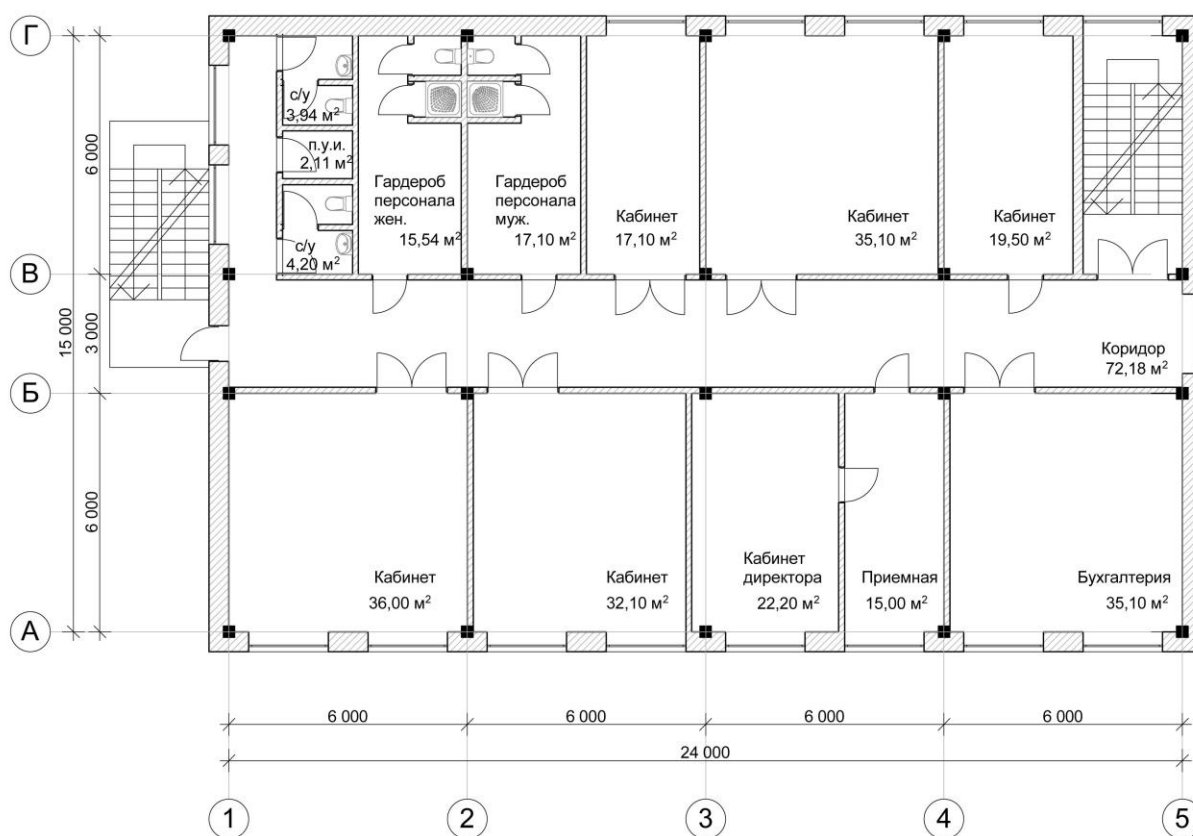 Г
В
Б
А
15 000
6 000
3 000
6 000
с/у
3,94 м²
п.у.и.
2,11 м²
с/у
4,20 м²
Гардероб
персонала
жен.
15,54 м²
Гардероб
персонала
муж.
17,10 м²
Кабинет
17,10 м²
Кабинет
35,10 м²
Кабинет
19,50 м²
Коридор
72,18 м²
Кабинет
36,00 м²
Кабинет
32,10 м²
Кабинет
директора
22,20 м²
Приемная
15,00 м²
Бухгалтерия
35,10 м²
6 000
6 000
6 000
6 000
24 000
1
2
3
4
5